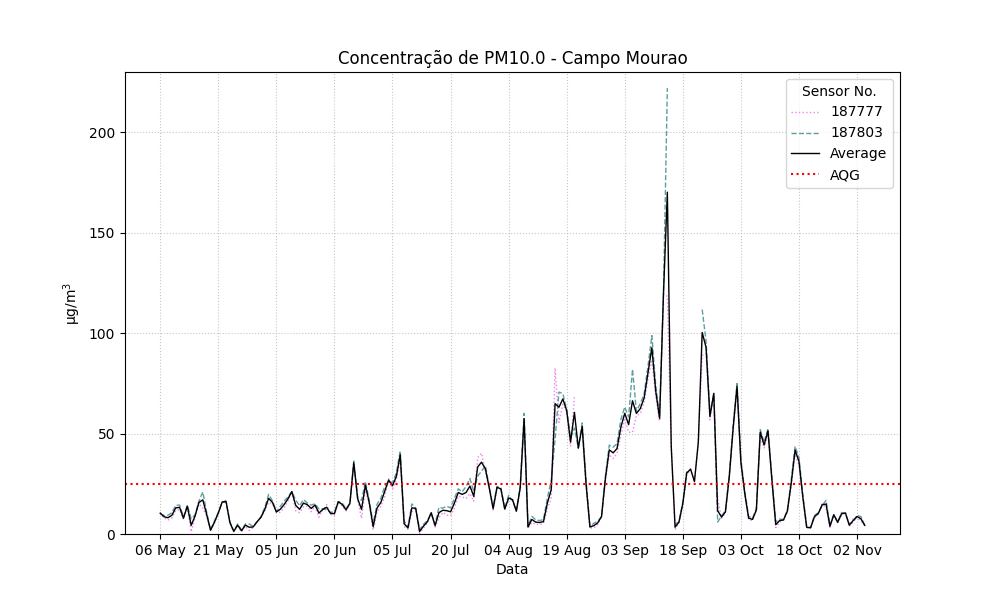 Concentração de PM10.0 - Campo Mourao
Sensor No.
187777
187803
Average
AQG
µg/m³
200
150
100
50
0
06 May 21 May 05 Jun 20 Jun 05 Jul 20 Jul 04 Aug 19 Aug 03 Sep 18 Sep 03 Oct 18 Oct 02 Nov
Data